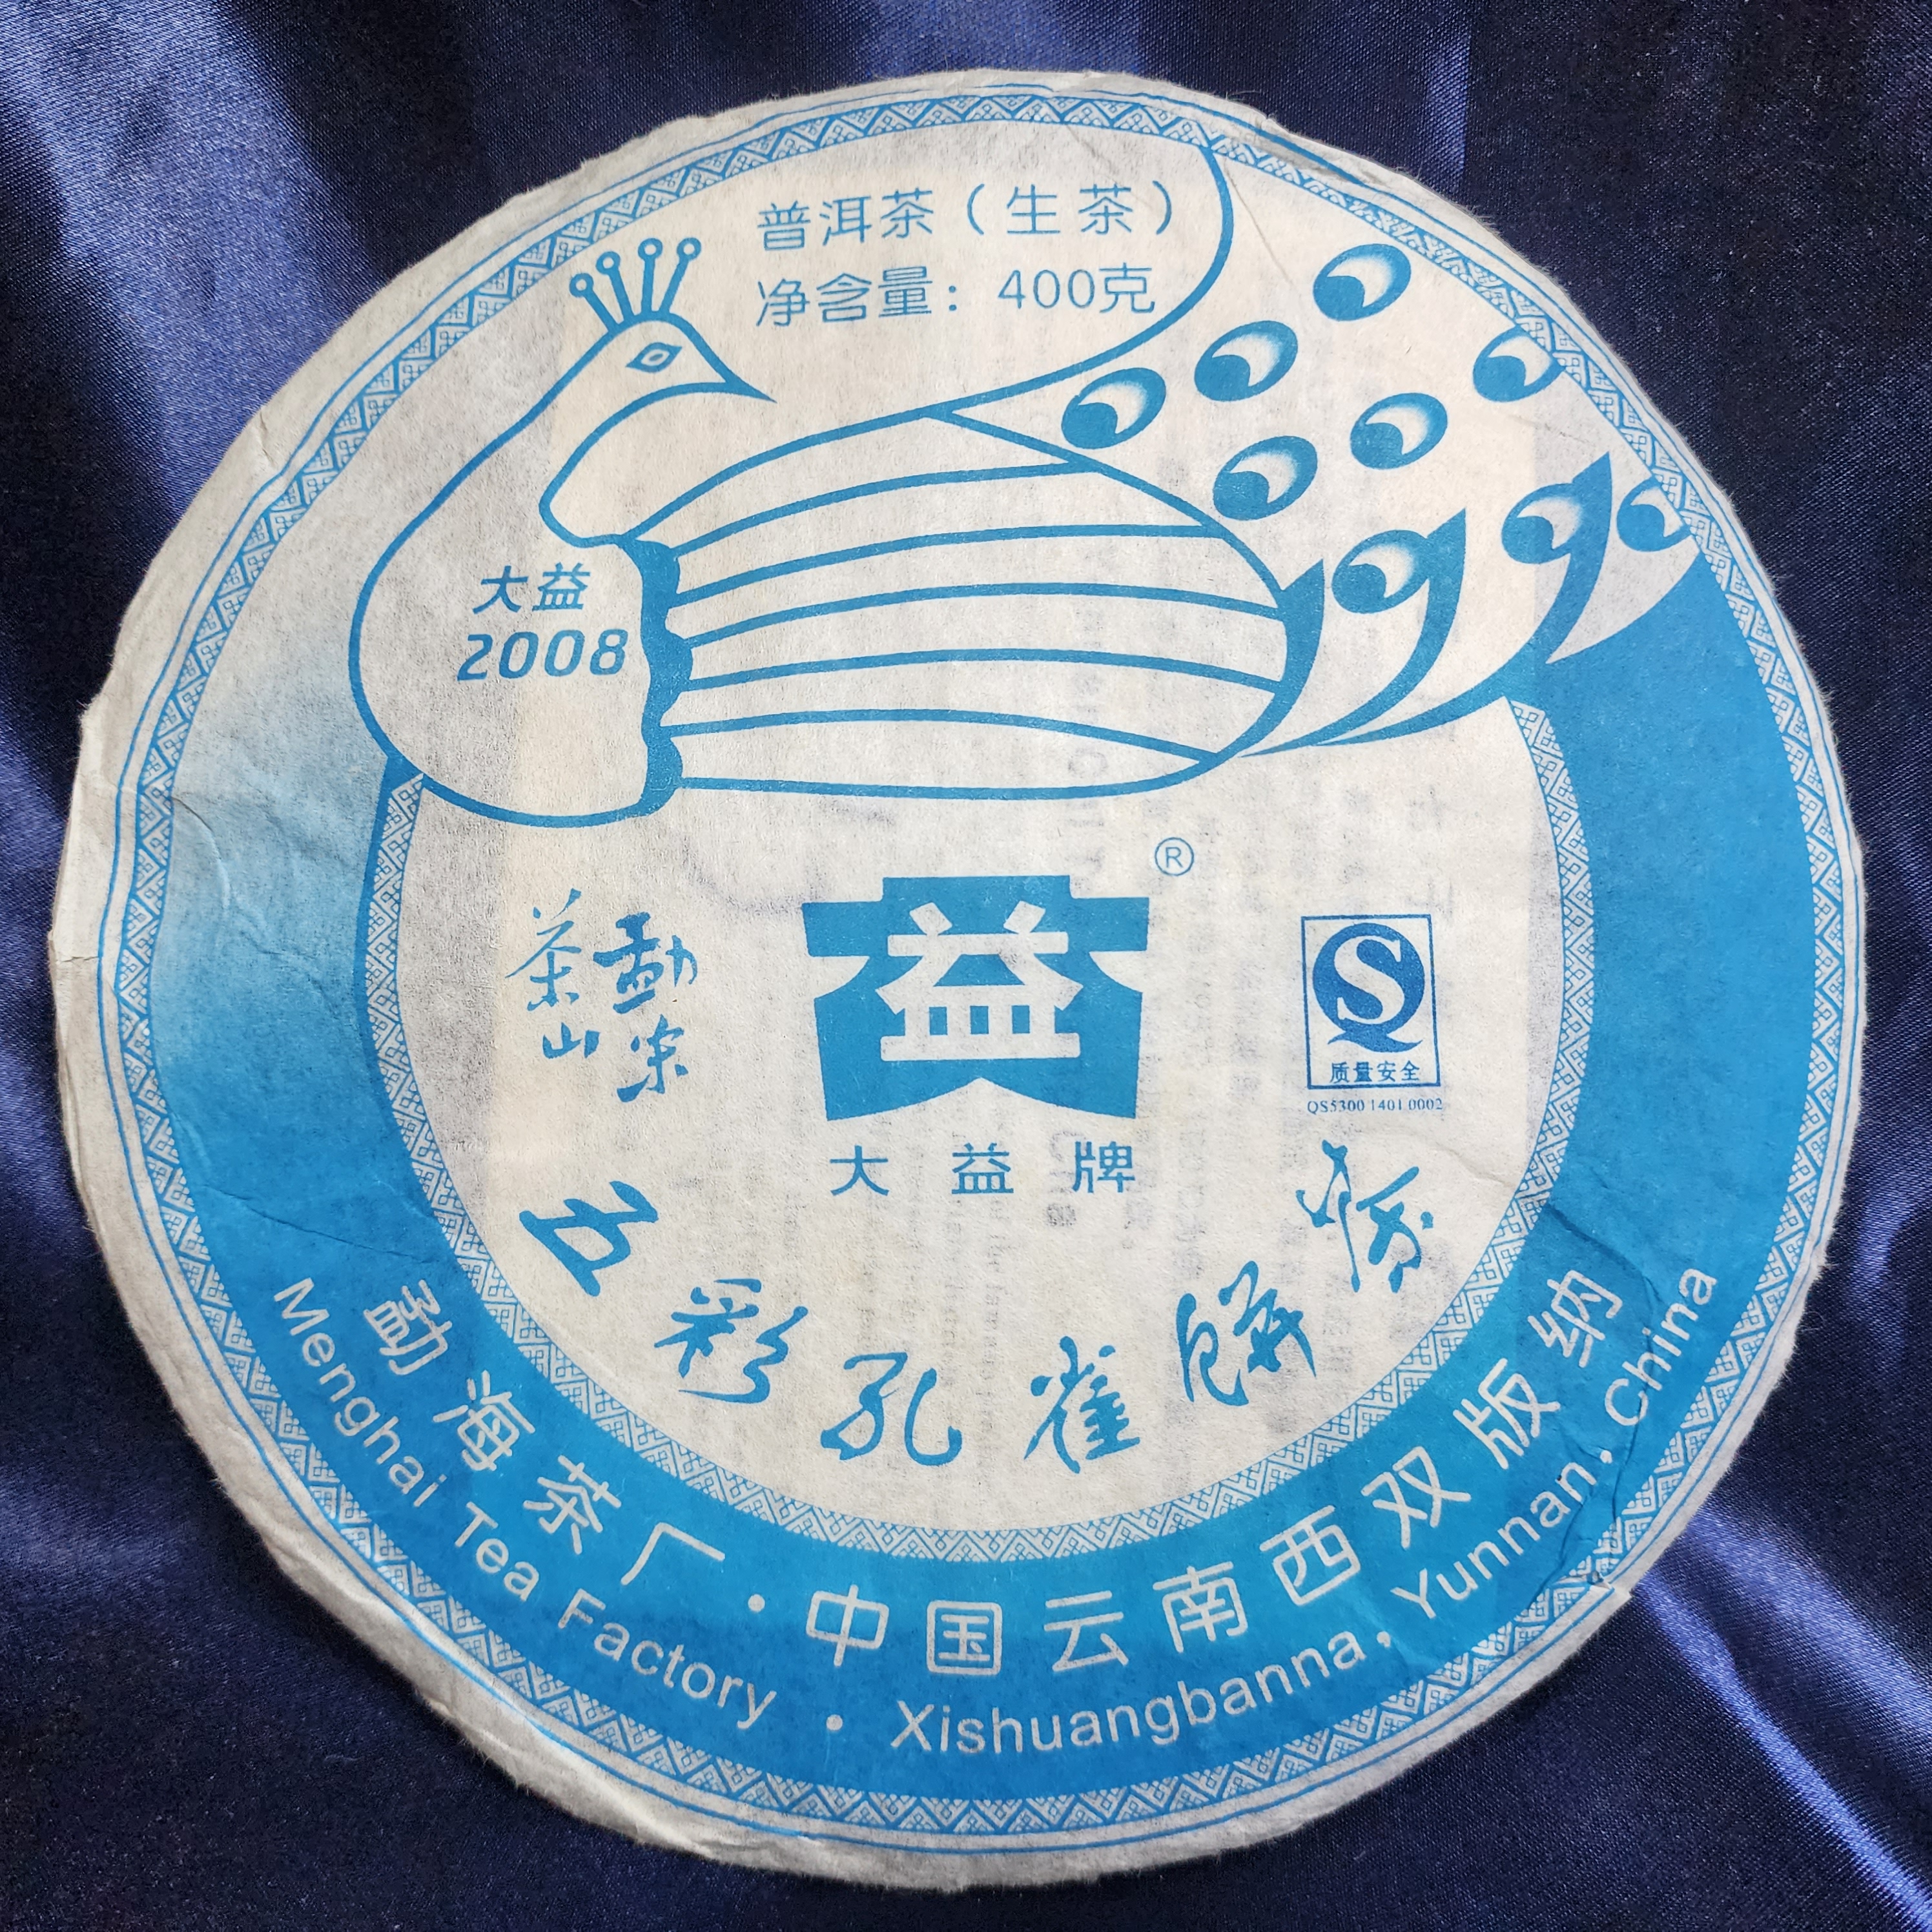 普洱茶（生茶）
净含量：400克
大益
2008
勐宋
茶山
益
®
质量安全
QS5300 1401 0002
大益牌
五彩孔雀餅茶
勐海茶厂·中国云南西双版纳
Menghai Tea Factory · Xishuangbanna, Yunnan, China